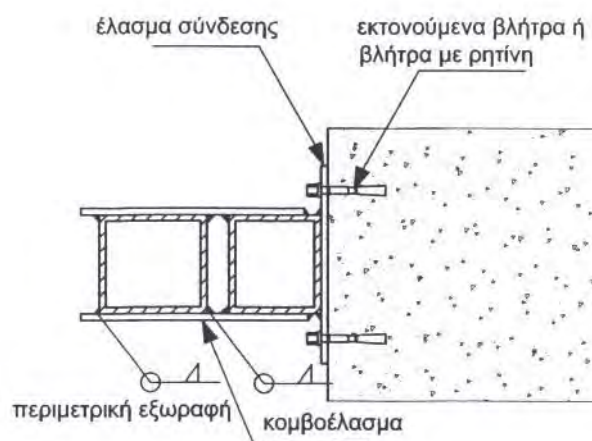 έλασμα σύνδεσης
εκτονούμενα βλήτρα ή
βλήτρα με ρητίνη
περιμετρική εξωραφή
κομβοέλασμα